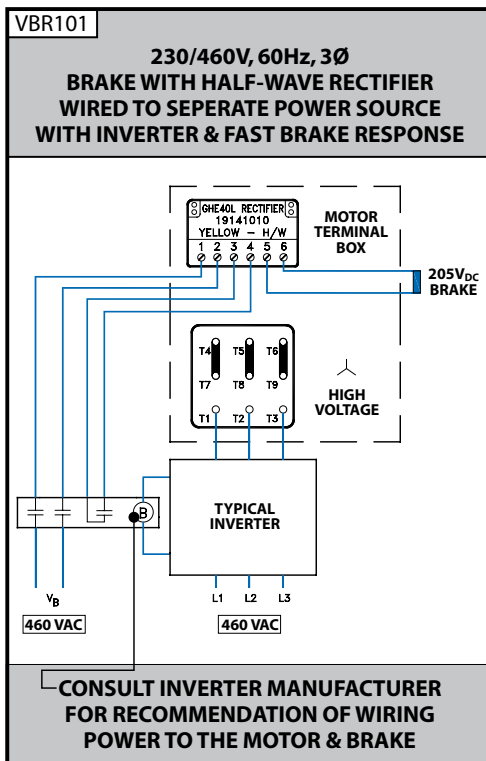 VBR101
230/460V, 60Hz, 3Ø
BRAKE WITH HALF-WAVE RECTIFIER
WIRED TO SEPERATE POWER SOURCE
WITH INVERTER & FAST BRAKE RESPONSE
GHE40L RECTIFIER
19141010
YELLOW - H/W
1 2 3 4 5 6
MOTOR
TERMINAL
BOX
205VDC
BRAKE
T4 T5 T6
T7 T8 T9
HIGH
VOLTAGE
T1 T2 T3
TYPICAL
INVERTER
B
VB
L1 L2 L3
460 VAC
460 VAC
CONSULT INVERTER MANUFACTURER
FOR RECOMMENDATION OF WIRING
POWER TO THE MOTOR & BRAKE